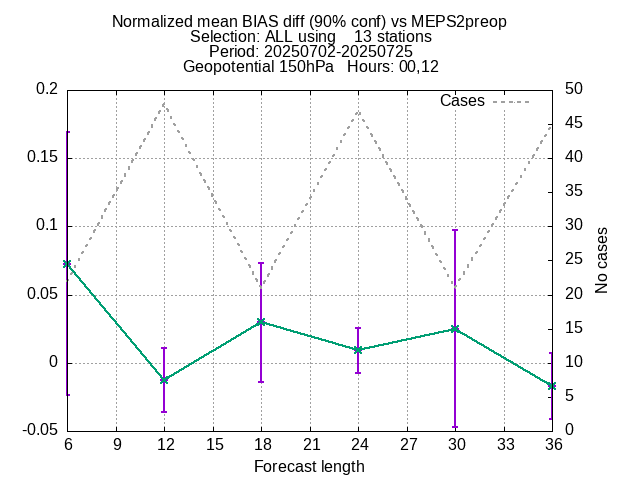 Normalized mean BIAS diff (90% conf) vs MEPS2preop
Selection: ALL using    13 stations
Period: 20250702-20250725
Geopotential 150hPa   Hours: 00,12
0.2
0.15
0.1
0.05
0
-0.05
Cases
50
45
40
35
30
25
20
15
10
5
0
No cases
6 9 12 15 18 21 24 27 30 33 36
Forecast length